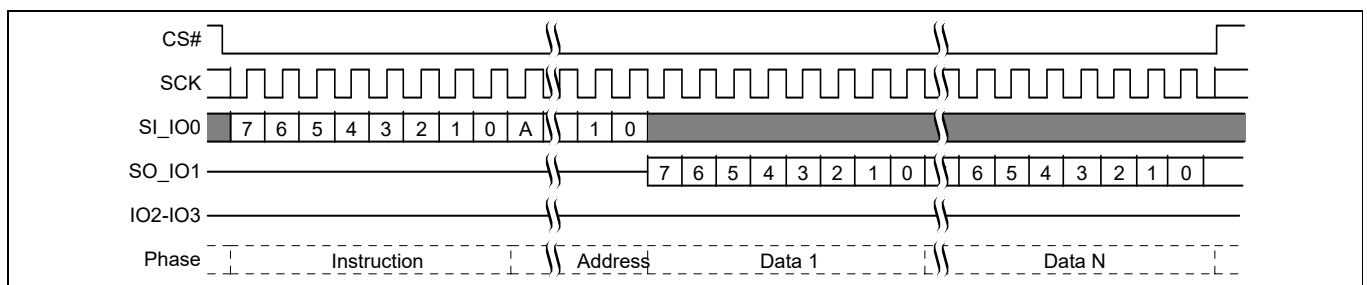 CS#
SCK
SI_IO0 7 6 5 4 3 2 1 0 A 1 0
SO_IO1 7 6 5 4 3 2 1 0 6 5 4 3 2 1 0
IO2-IO3
Phase Instruction Address Data 1 Data N